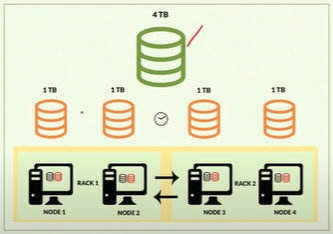 4 TB
1 TB
1 TB
1 TB
1 TB
RACK 1
RACK 2
NODE 1
NODE 2
NODE 3
NODE 4